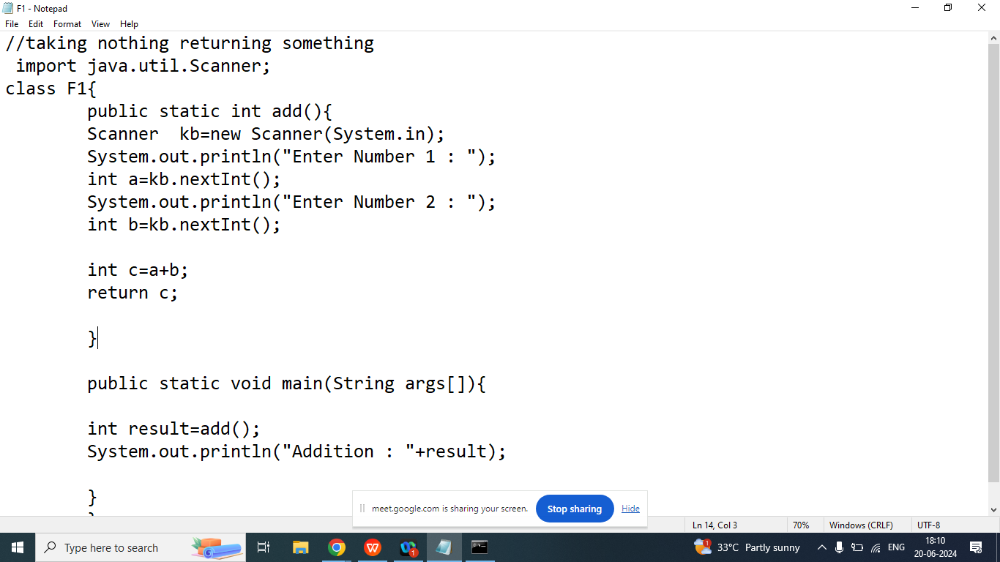 F1 - Notepad
File Edit Format View Help
//taking nothing returning something
import java.util.Scanner;
class F1{
public static int add(){
Scanner  kb=new Scanner(System.in);
System.out.println("Enter Number 1 : ");
int a=kb.nextInt();
System.out.println("Enter Number 2 : ");
int b=kb.nextInt();
int c=a+b;
return c;
}
public static void main(String args[]){
int result=add();
System.out.println("Addition : "+result);
}
meet.google.com is sharing your screen. Stop sharing Hide
Ln 14, Col 3 70% Windows (CRLF) UTF-8
Type here to search 1 1 33°C Partly sunny ENG 18:10
20-06-2024